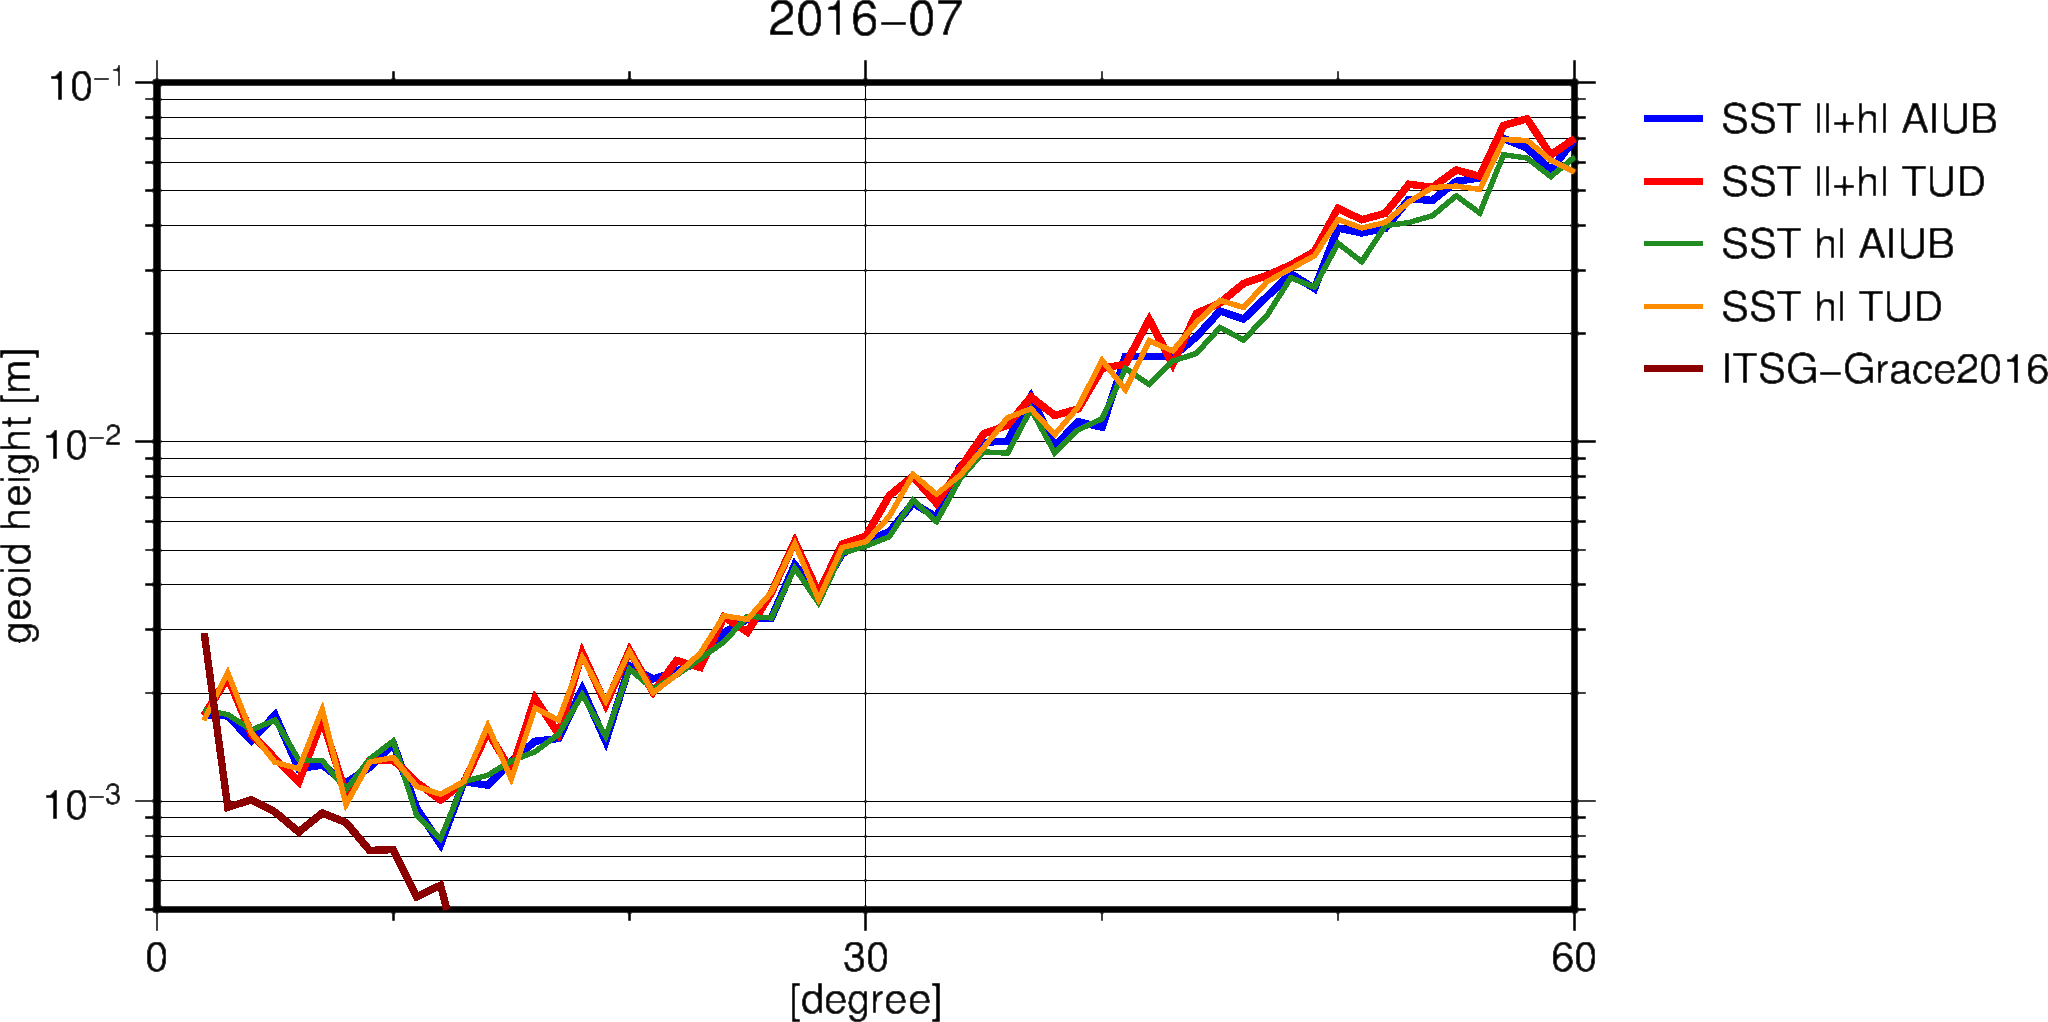 2016−07
10−1
10−2
10−3
geoid height [m]
0
30
60
[degree]
SST ll+hl AIUB
SST ll+hl TUD
SST hl AIUB
SST hl TUD
ITSG−Grace2016